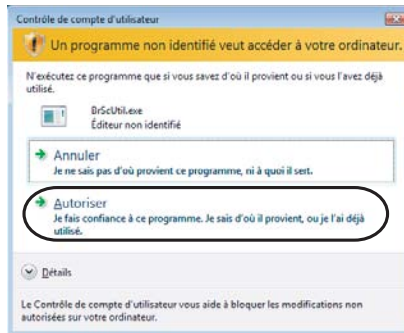 Contrôle de compte d'utilisateur
Un programme non identifié veut accéder à votre ordinateur.
N'exécutez ce programme que si vous savez d'où il provient ou si vous l'avez déjà
utilisé.
BrScUtil.exe
Éditeur non identifié
Annuler
Je ne sais pas d'où provient ce programme, ni à quoi il sert.
Autoriser
Je fais confiance à ce programme. Je sais d'où il provient, ou je l'ai déjà
utilisé.
Détails
Le Contrôle de compte d'utilisateur vous aide à bloquer les modifications non
autorisées sur votre ordinateur.